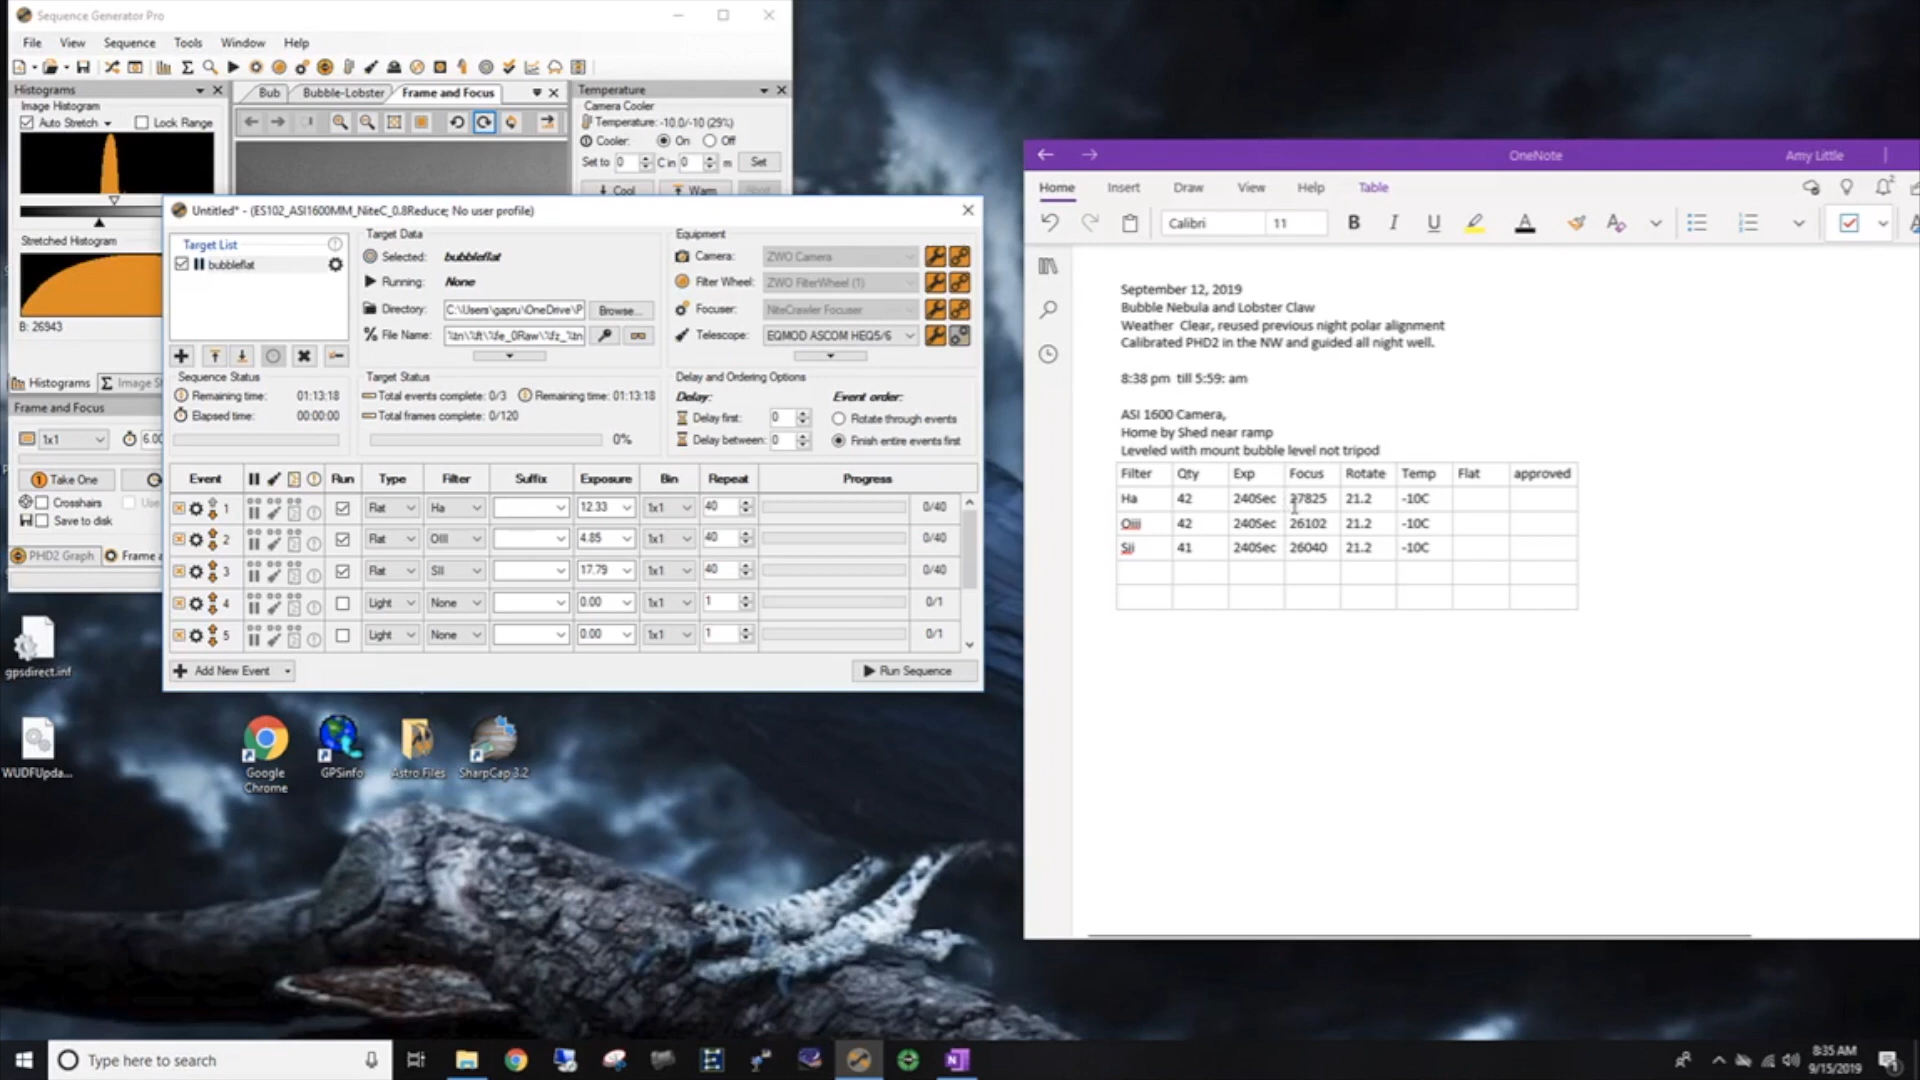 Sequence Generator Pro
File View Sequence Tools Window Help
Histograms
Image Histogram
Auto Stretch Lock Range
Stretched Histogram
B: 26943
Histograms Image S
Frame and Focus
1x1 6.00
Take One
Crosshairs Use
Save to disk
PHD2 Graph Frame a
Bub Bubble-Lobster Frame and Focus
Temperature
Camera Cooler
Temperature: -10.0/-10 (29%)
Cooler: On Off
Set to 0 C in 0 m Set
Cool Warm
Untitled* - (ES102_ASI1600MM_NiteC_0.8Reduce; No user profile)
Target List
bubbleflat
Sequence Status
Remaining time: 01:13:18
Elapsed time: 00:00:00
Target Data
Selected: bubbleflat
Running: None
Directory: C:\Users\gapru\OneDrive\P Browse...
File Name: %tn\%ft\%fe_0Raw\%fz_%tn
Target Status
Total events complete: 0/3 Remaining time: 01:13:18
Total frames complete: 0/120
0%
Equipment
Camera: ZWO Camera
Filter Wheel: ZWO FilterWheel (1)
Focuser: NiteCrawler Focuser
Telescope: EQMOD ASCOM HEQ5/6
Delay and Ordering Options
Delay: Event order:
Delay first: 0 Rotate through events
Delay between: 0 Finish entire events first
Event Run Type Filter Suffix Exposure Bin Repeat Progress
1 Flat Ha 12.33 1x1 40 0/40
2 Flat OIII 4.85 1x1 40 0/40
3 Flat SII 17.79 1x1 40 0/40
4 Light None 0.00 1x1 1 0/1
5 Light None 0.00 1x1 1 0/1
Add New Event Run Sequence
OneNote Amy Little
Home Insert Draw View Help Table
Calibri 11 B I U A
September 12, 2019
Bubble Nebula and Lobster Claw
Weather Clear, reused previous night polar alignment
Calibrated PHD2 in the NW and guided all night well.
8:38 pm till 5:59: am
ASI 1600 Camera,
Home by Shed near ramp
Leveled with mount bubble level not tripod
Filter Qty Exp Focus Rotate Temp Flat approved
Ha 42 240Sec 27825 21.2 -10C
Oiii 42 240Sec 26102 21.2 -10C
Sii 41 240Sec 26040 21.2 -10C
gpsdirect.inf
WUDFUpda...
Google Chrome
GPSinfo
Astro Files
SharpCap 3.2
Type here to search
8:35 AM
9/15/2019